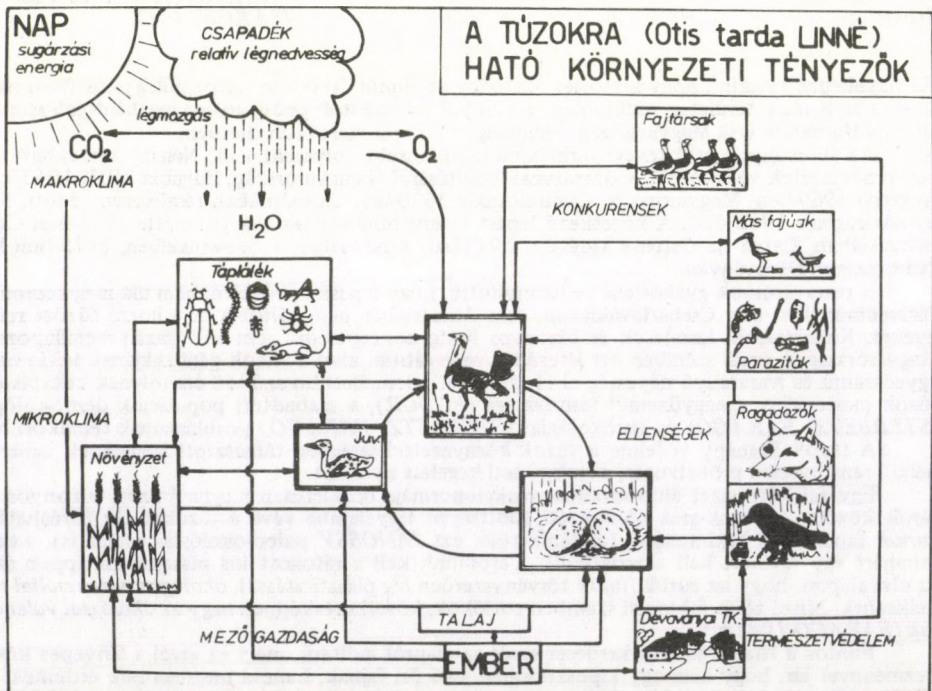 NAP
sugárzási
energia
CSAPADÉK
relatív légnedvesség
A TÚZOKRA (Otis tarda LINNÉ)
HATÓ KÖRNYEZETI TÉNYEZŐK
légmozgás
CO₂
O₂
MAKROKLIMA
H₂O
Fajtársak
KONKURENSEK
Más fajúak
Táplálék
Paraziták
MIKROKLIMA
Ragadozók
Növényzet
Juv.
ELLENSÉGEK
MEZŐGAZDASÁG
TALAJ
EMBER
Dévaványai TK.
TERMÉSZETVÉDELEM